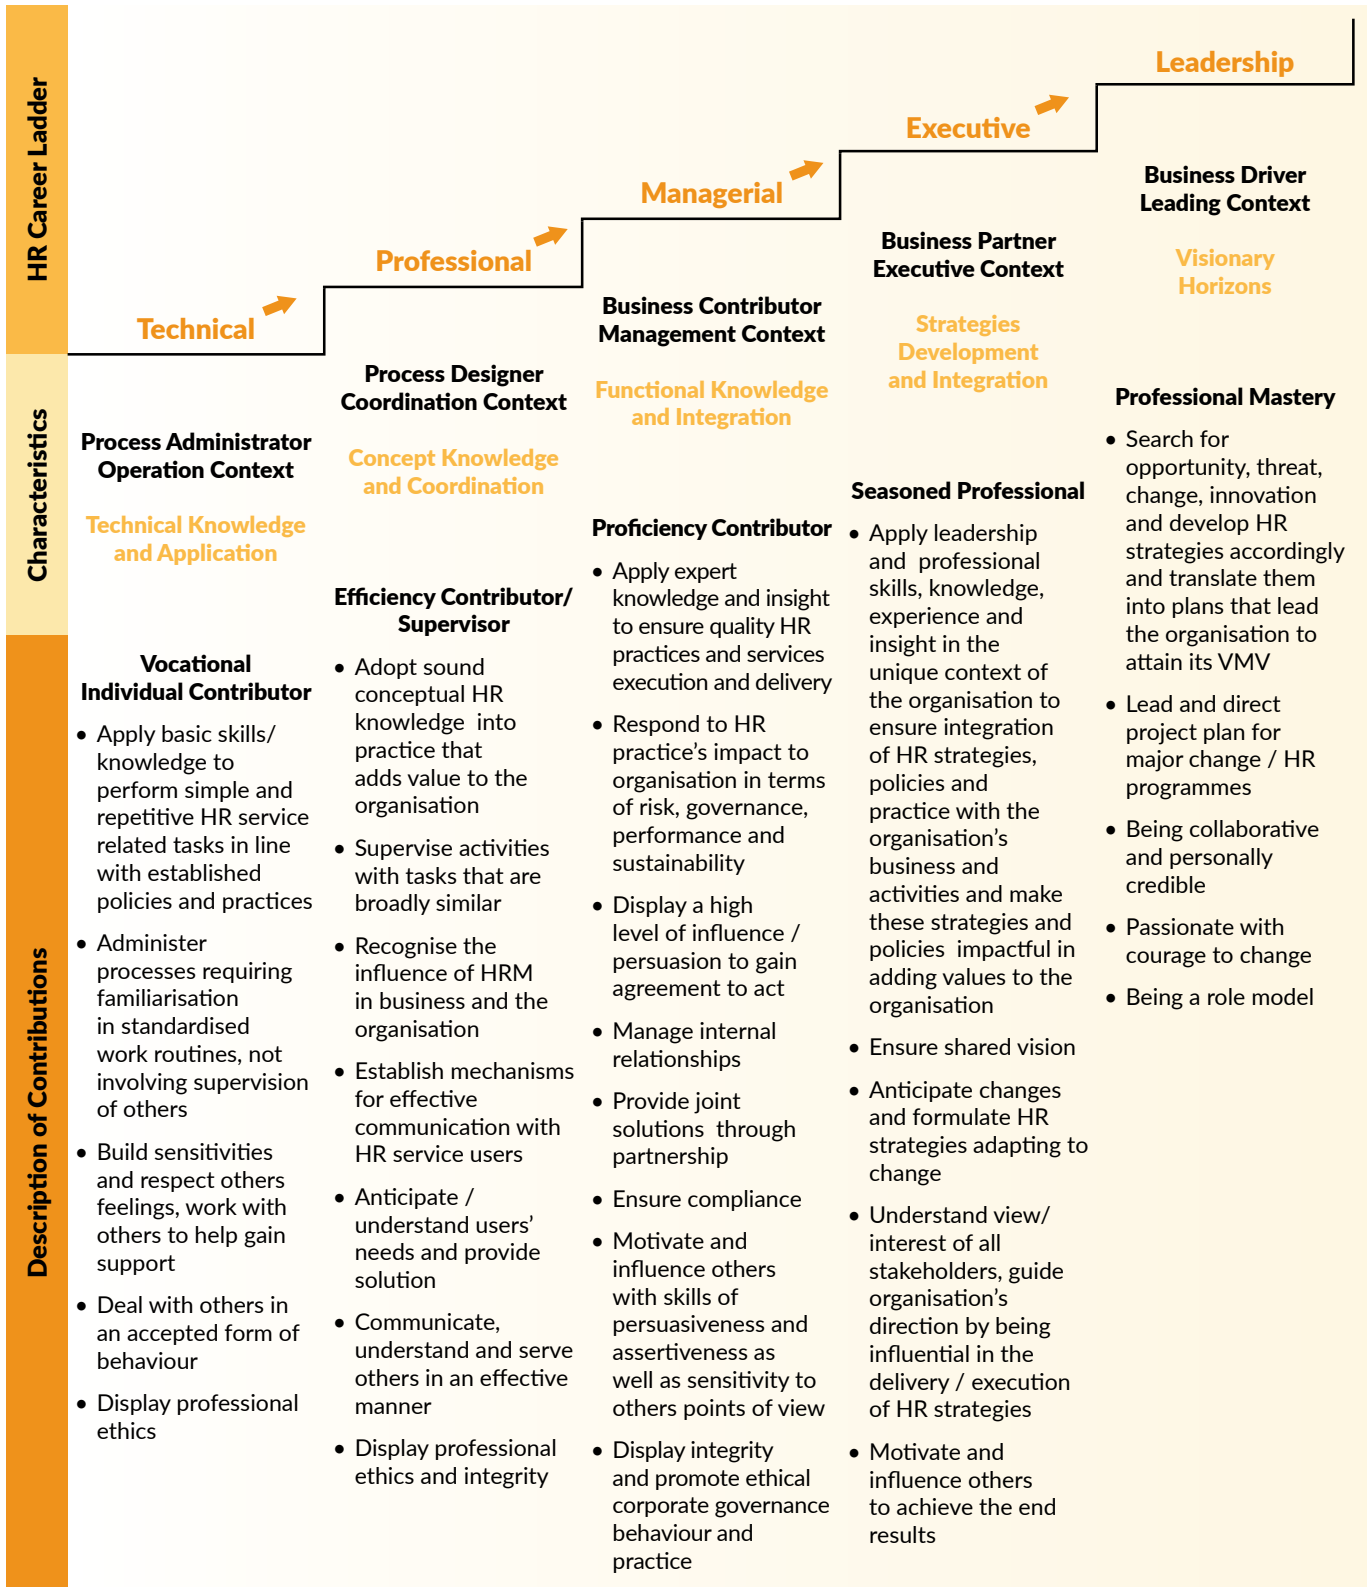 HR Career Ladder
Characteristics
Description of Contributions
Technical
Process Administrator
Operation Context
Technical Knowledge
and Application
Vocational
Individual Contributor
• Apply basic skills/
knowledge to
perform simple and
repetitive HR service
related tasks in line
with established
policies and practices
• Administer
processes requiring
familiarisation
in standardised
work routines, not
involving supervision
of others
• Build sensitivities
and respect others
feelings, work with
others to help gain
support
• Deal with others in
an accepted form of
behaviour
• Display professional
ethics
Professional
Process Designer
Coordination Context
Concept Knowledge
and Coordination
Efficiency Contributor/
Supervisor
• Adopt sound
conceptual HR
knowledge into
practice that
adds value to the
organisation
• Supervise activities
with tasks that are
broadly similar
• Recognise the
influence of HRM
in business and the
organisation
• Establish mechanisms
for effective
communication with
HR service users
• Anticipate /
understand users’
needs and provide
solution
• Communicate,
understand and serve
others in an effective
manner
• Display professional
ethics and integrity
Managerial
Business Contributor
Management Context
Functional Knowledge
and Integration
Proficiency Contributor
• Apply expert
knowledge and insight
to ensure quality HR
practices and services
execution and delivery
• Respond to HR
practice’s impact to
organisation in terms
of risk, governance,
performance and
sustainability
• Display a high
level of influence /
persuasion to gain
agreement to act
• Manage internal
relationships
• Provide joint
solutions through
partnership
• Ensure compliance
• Motivate and
influence others
with skills of
persuasiveness and
assertiveness as
well as sensitivity to
others points of view
• Display integrity
and promote ethical
corporate governance
behaviour and
practice
Executive
Business Partner
Executive Context
Strategies
Development
and Integration
Seasoned Professional
• Apply leadership
and professional
skills, knowledge,
experience and
insight in the
unique context of
the organisation to
ensure integration
of HR strategies,
policies and
practice with the
organisation’s
business and
activities and make
these strategies and
policies impactful in
adding values to the
organisation
• Ensure shared vision
• Anticipate changes
and formulate HR
strategies adapting to
change
• Understand view/
interest of all
stakeholders, guide
organisation’s
direction by being
influential in the
delivery / execution
of HR strategies
• Motivate and
influence others
to achieve the end
results
Leadership
Business Driver
Leading Context
Visionary
Horizons
Professional Mastery
• Search for
opportunity, threat,
change, innovation
and develop HR
strategies accordingly
and translate them
into plans that lead
the organisation to
attain its VMV
• Lead and direct
project plan for
major change / HR
programmes
• Being collaborative
and personally
credible
• Passionate with
courage to change
• Being a role model